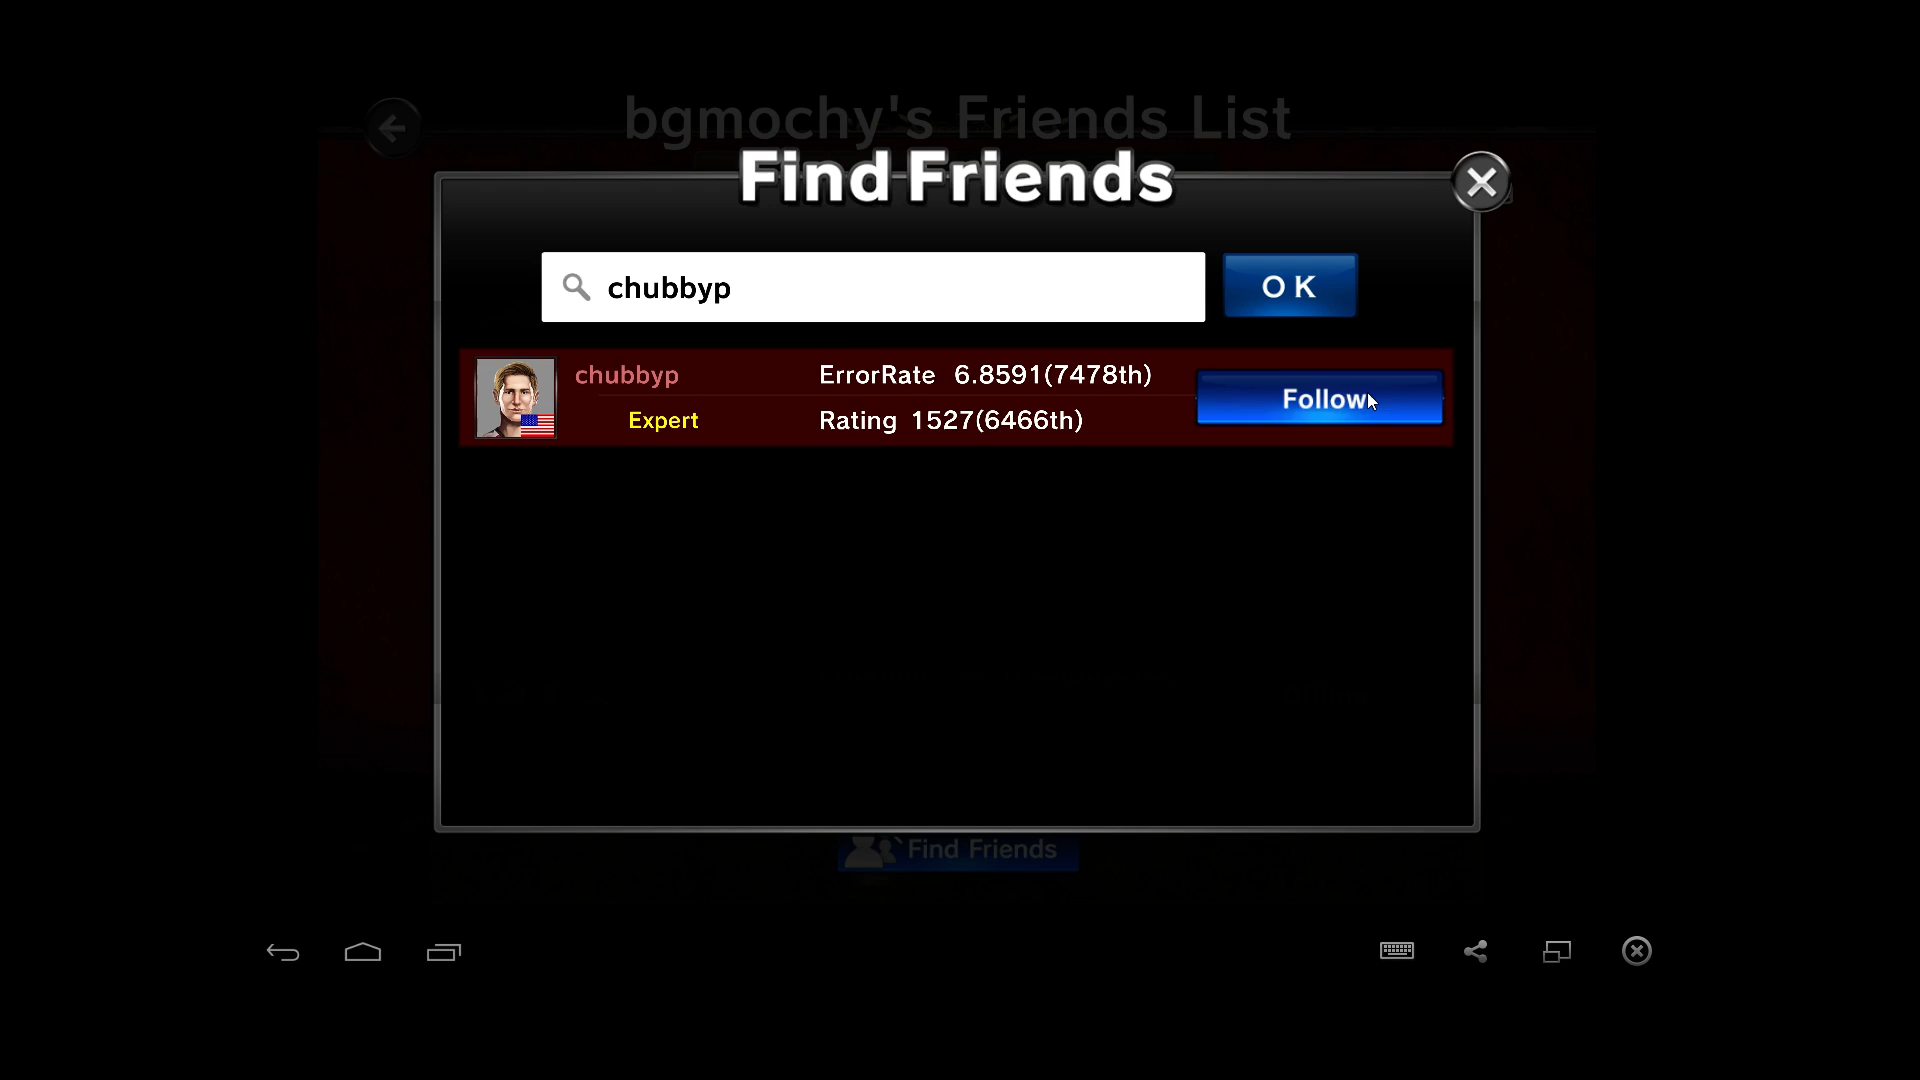 bgmochy's Friends List
Find Friends
chubbyp
OK
chubbyp
ErrorRate 6.8591(7478th)
Expert
Rating 1527(6466th)
Follow
Find Friends